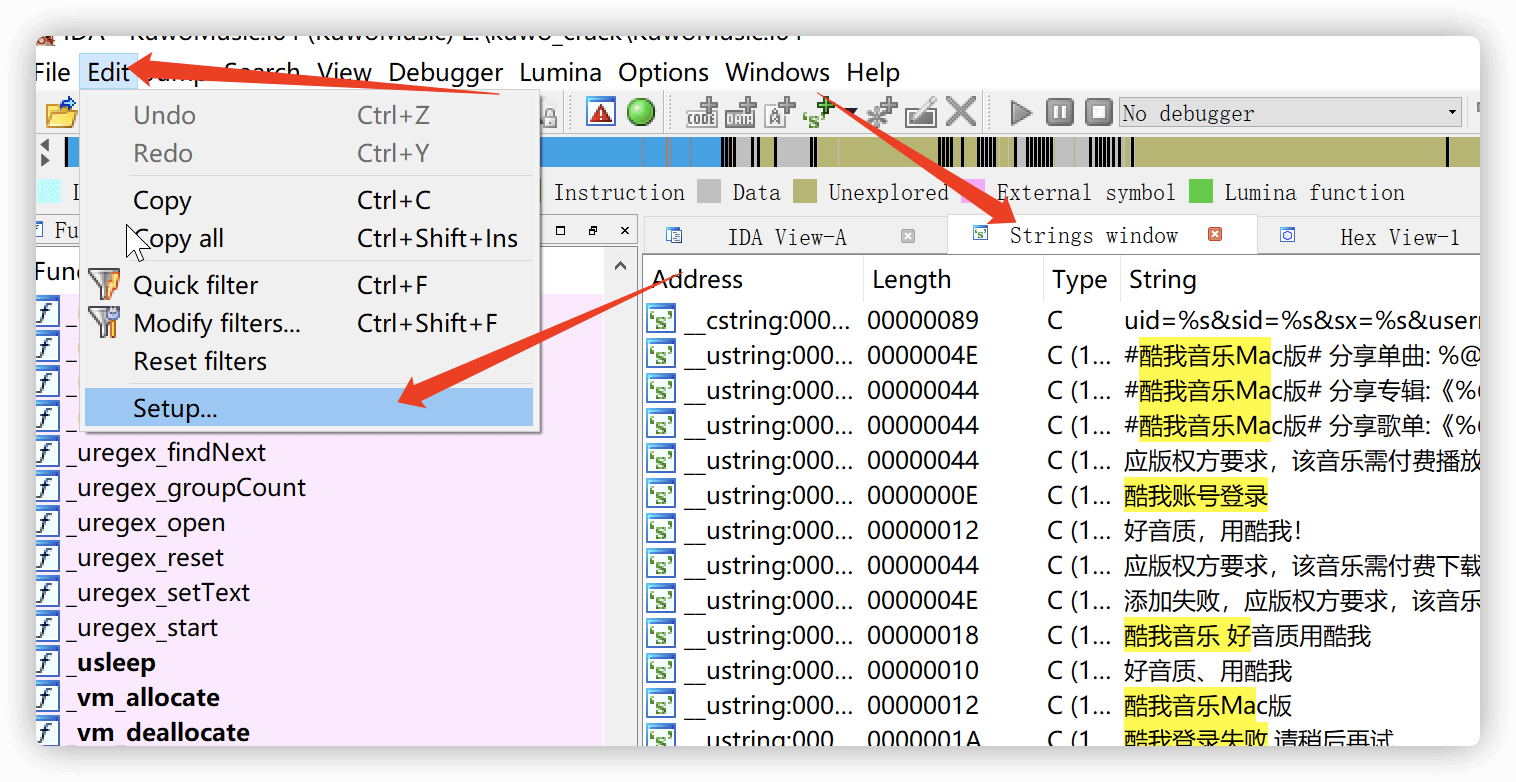 File Edit Jump Search View Debugger Lumina Options Windows Help
No debugger
Undo Ctrl+Z
Redo Ctrl+Y
Copy Ctrl+C
Copy all Ctrl+Shift+Ins
Quick filter Ctrl+F
Modify filters... Ctrl+Shift+F
Reset filters
Setup...
Instruction Data Unexplored External symbol Lumina function
IDA View-A Strings window Hex View-1
_uregex_findNext
_uregex_groupCount
_uregex_open
_uregex_reset
_uregex_setText
_uregex_start
_usleep
_vm_allocate
_vm_deallocate
Address Length Type String
__cstring:000... 00000089 C uid=%s&sid=%s&sx=%s&user
__ustring:000... 0000004E C (1... #酷我音乐Mac版# 分享单曲: %@
__ustring:000... 00000044 C (1... #酷我音乐Mac版# 分享专辑:《%
__ustring:000... 00000044 C (1... #酷我音乐Mac版# 分享歌单:《%
__ustring:000... 00000044 C (1... 应版权方要求，该音乐需付费播放
__ustring:000... 0000000E C (1... 酷我账号登录
__ustring:000... 00000012 C (1... 好音质，用酷我！
__ustring:000... 00000044 C (1... 应版权方要求，该音乐需付费下载
__ustring:000... 0000004E C (1... 添加失败，应版权方要求，该音乐
__ustring:000... 00000018 C (1... 酷我音乐 好音质用酷我
__ustring:000... 00000010 C (1... 好音质、用酷我
__ustring:000... 00000012 C (1... 酷我音乐Mac版
__ustring:000... 0000001A C (1... 酷我登录失败,请稍后再试